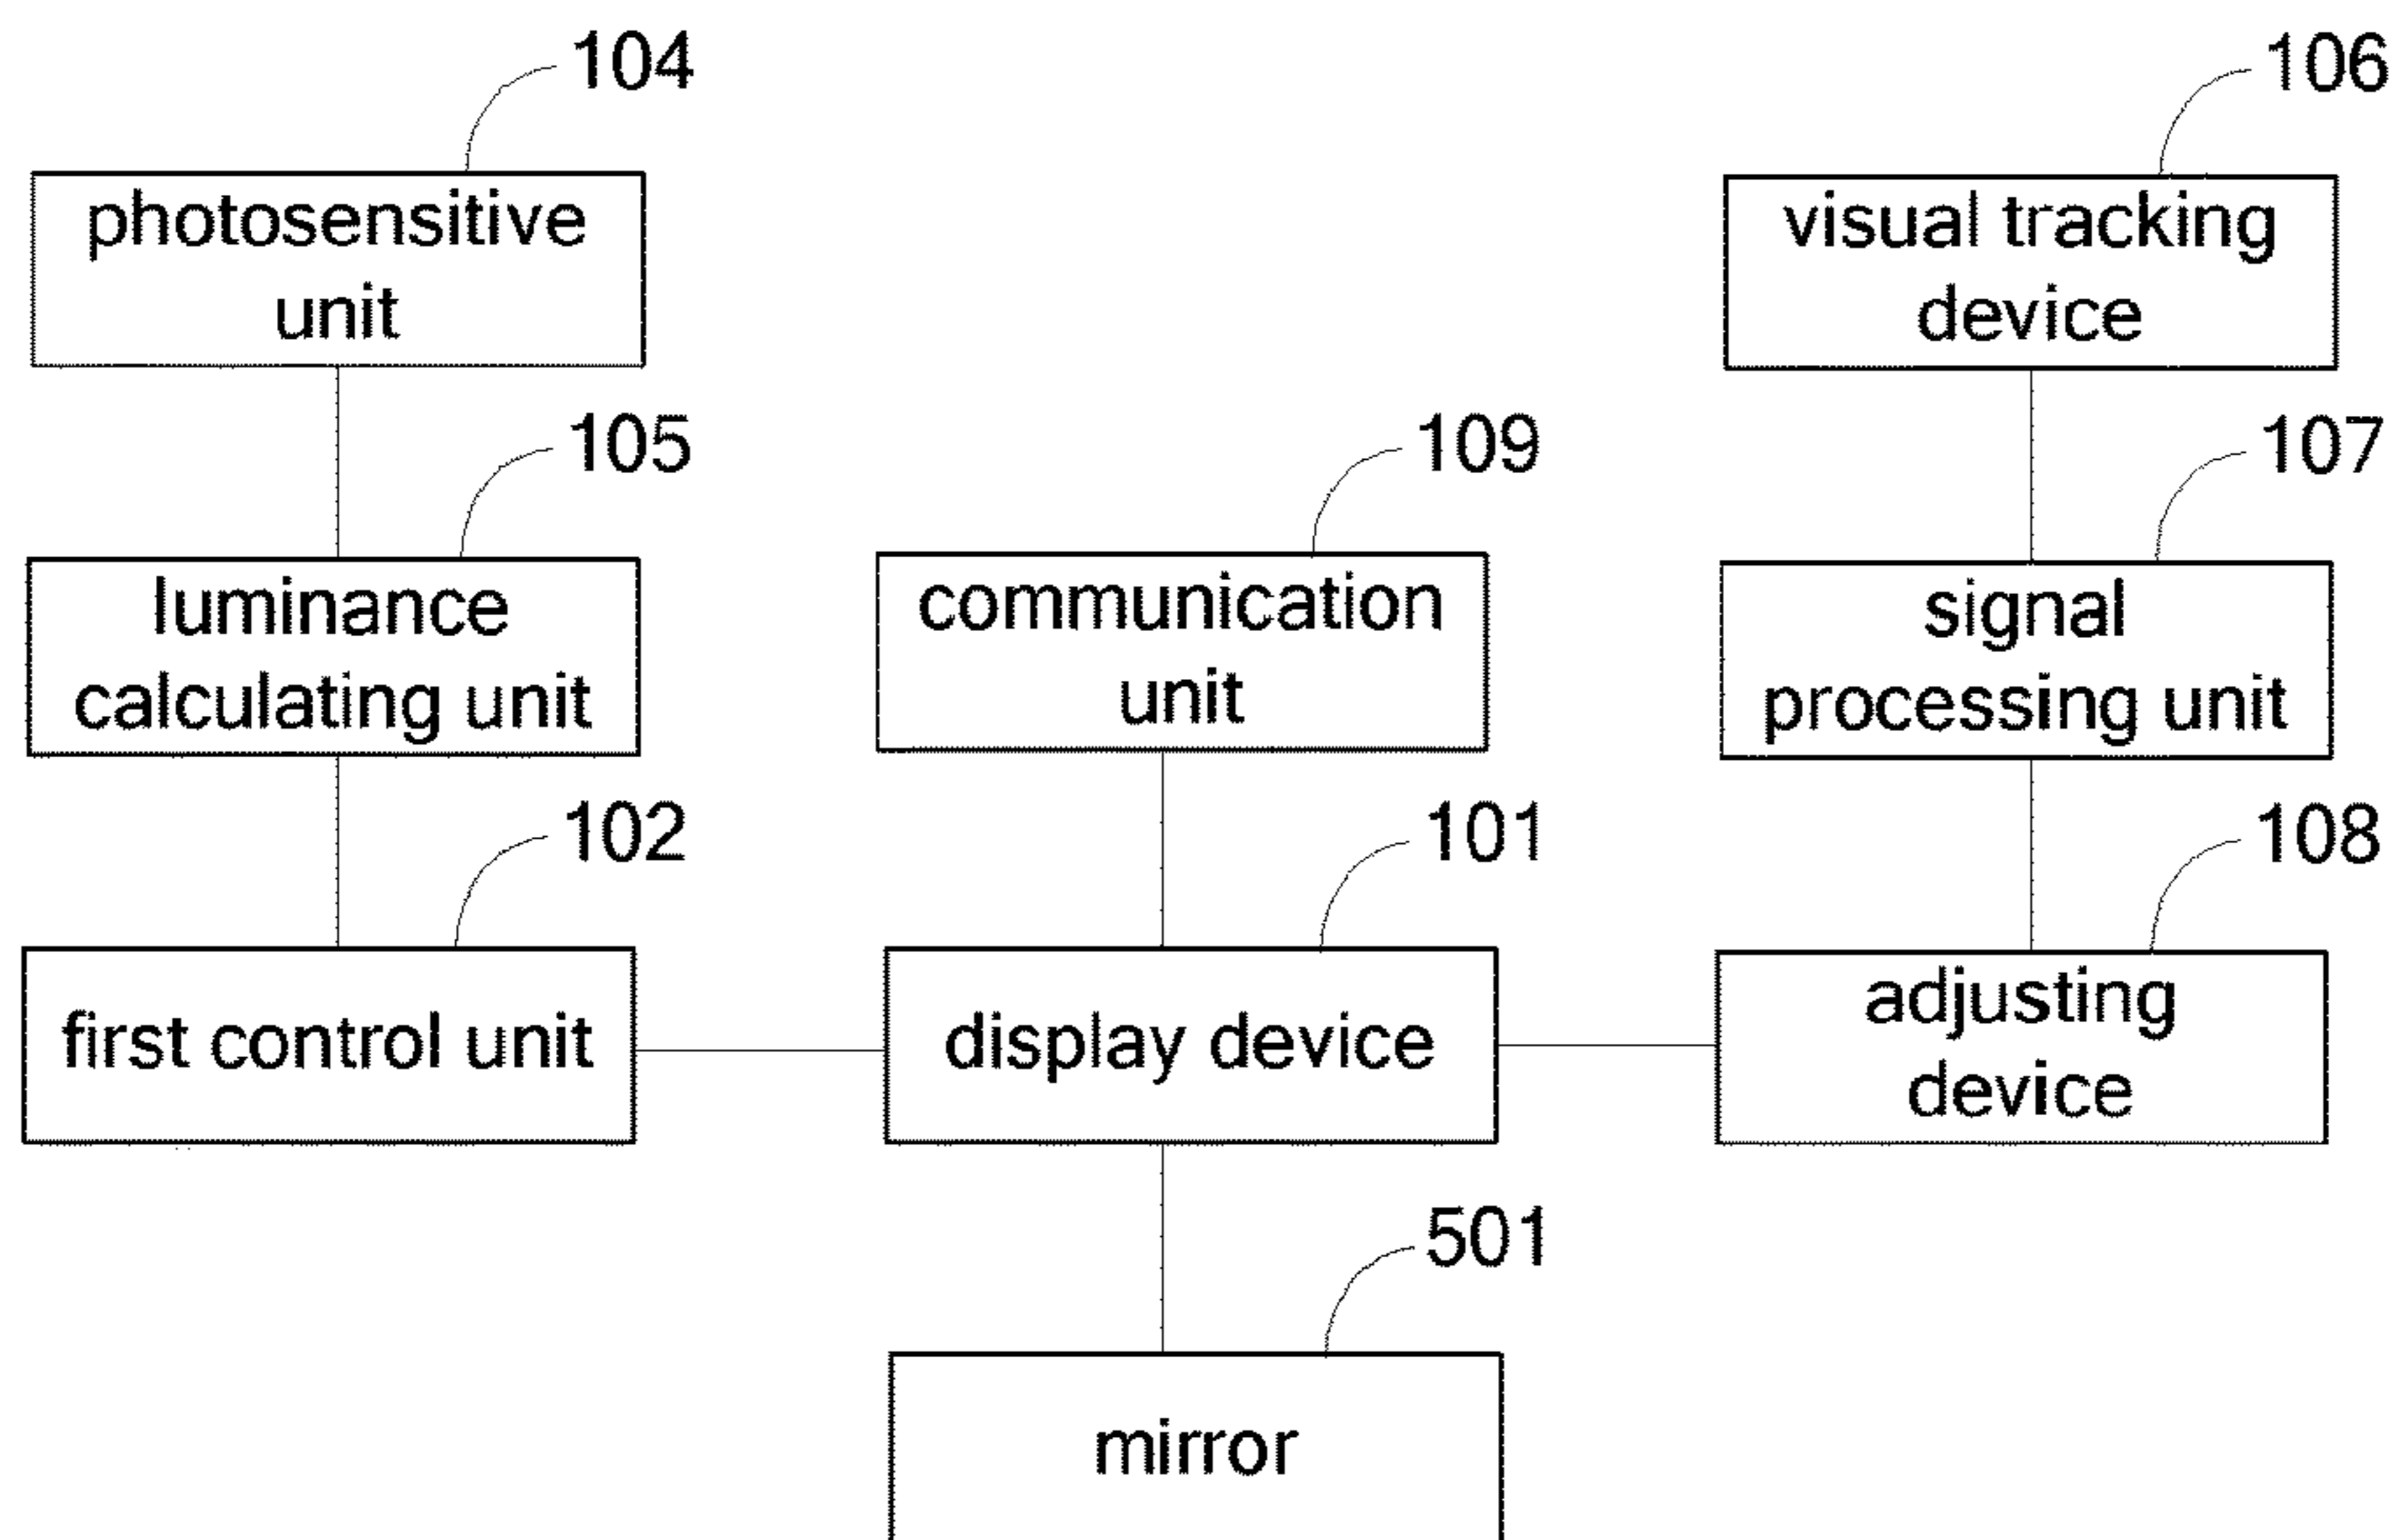 104
106
photosensitive
unit
visual tracking
device
105
109
107
luminance
calculating unit
communication
unit
signal
processing unit
102
101
108
first control unit
display device
adjusting
device
501
mirror